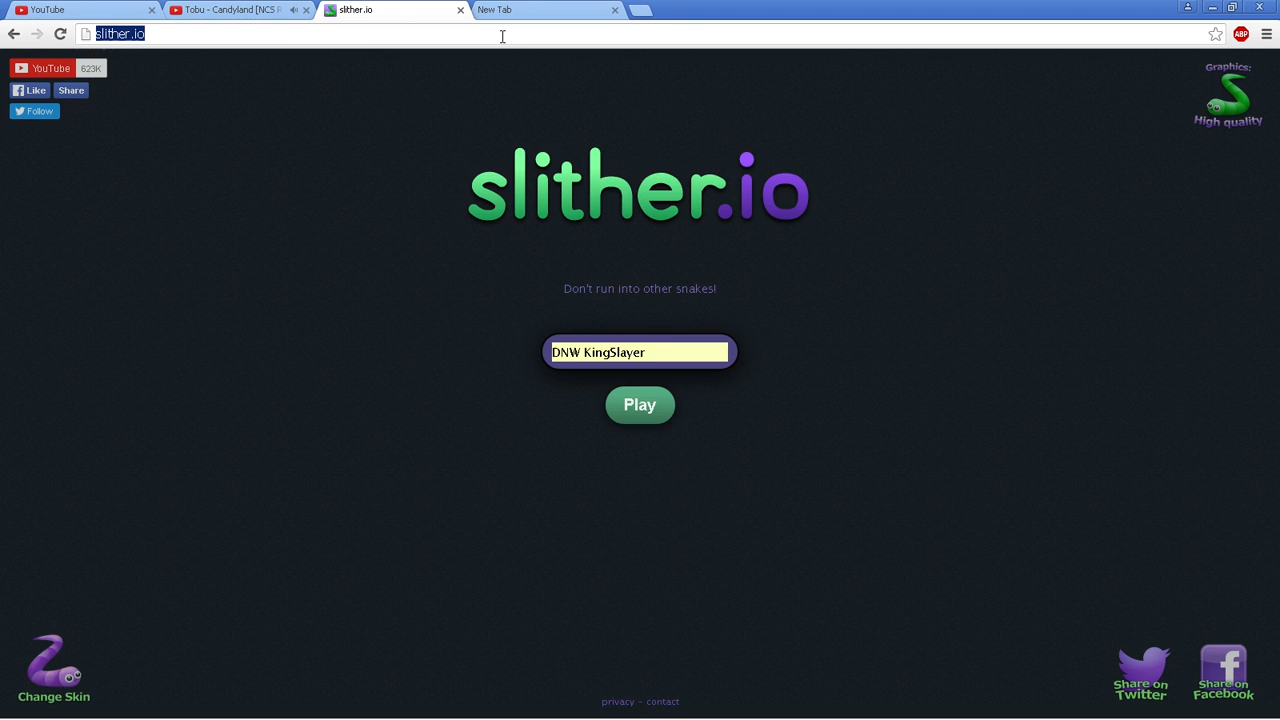 YouTube
Tobu - Candyland [NCS R
slither.io
New Tab
slither.io
ABP
YouTube 623K
Like Share
Follow
Graphics:
High quality
slither.io
Don't run into other snakes!
DNW KingSlayer
Play
Change Skin
Share on
Twitter
Share on
Facebook
privacy - contact